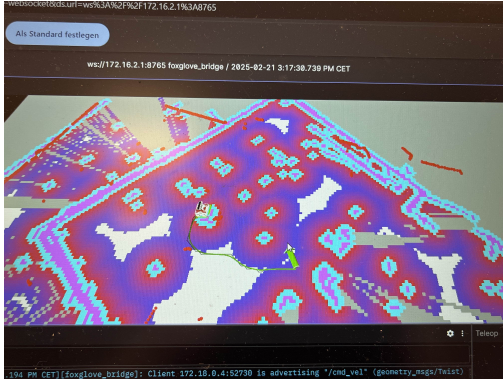 websocket&ds.url=ws%3A%2F%2F172.16.2.1%3A8765
Als Standard festlegen
ws://172.16.2.1:8765 foxglove_bridge / 2025-02-21 3:17:30.739 PM CET
Teleop
.194 PM CET][foxglove_bridge]: Client 172.18.0.4:52730 is advertising "/cmd_vel" (geometry_msgs/Twist)